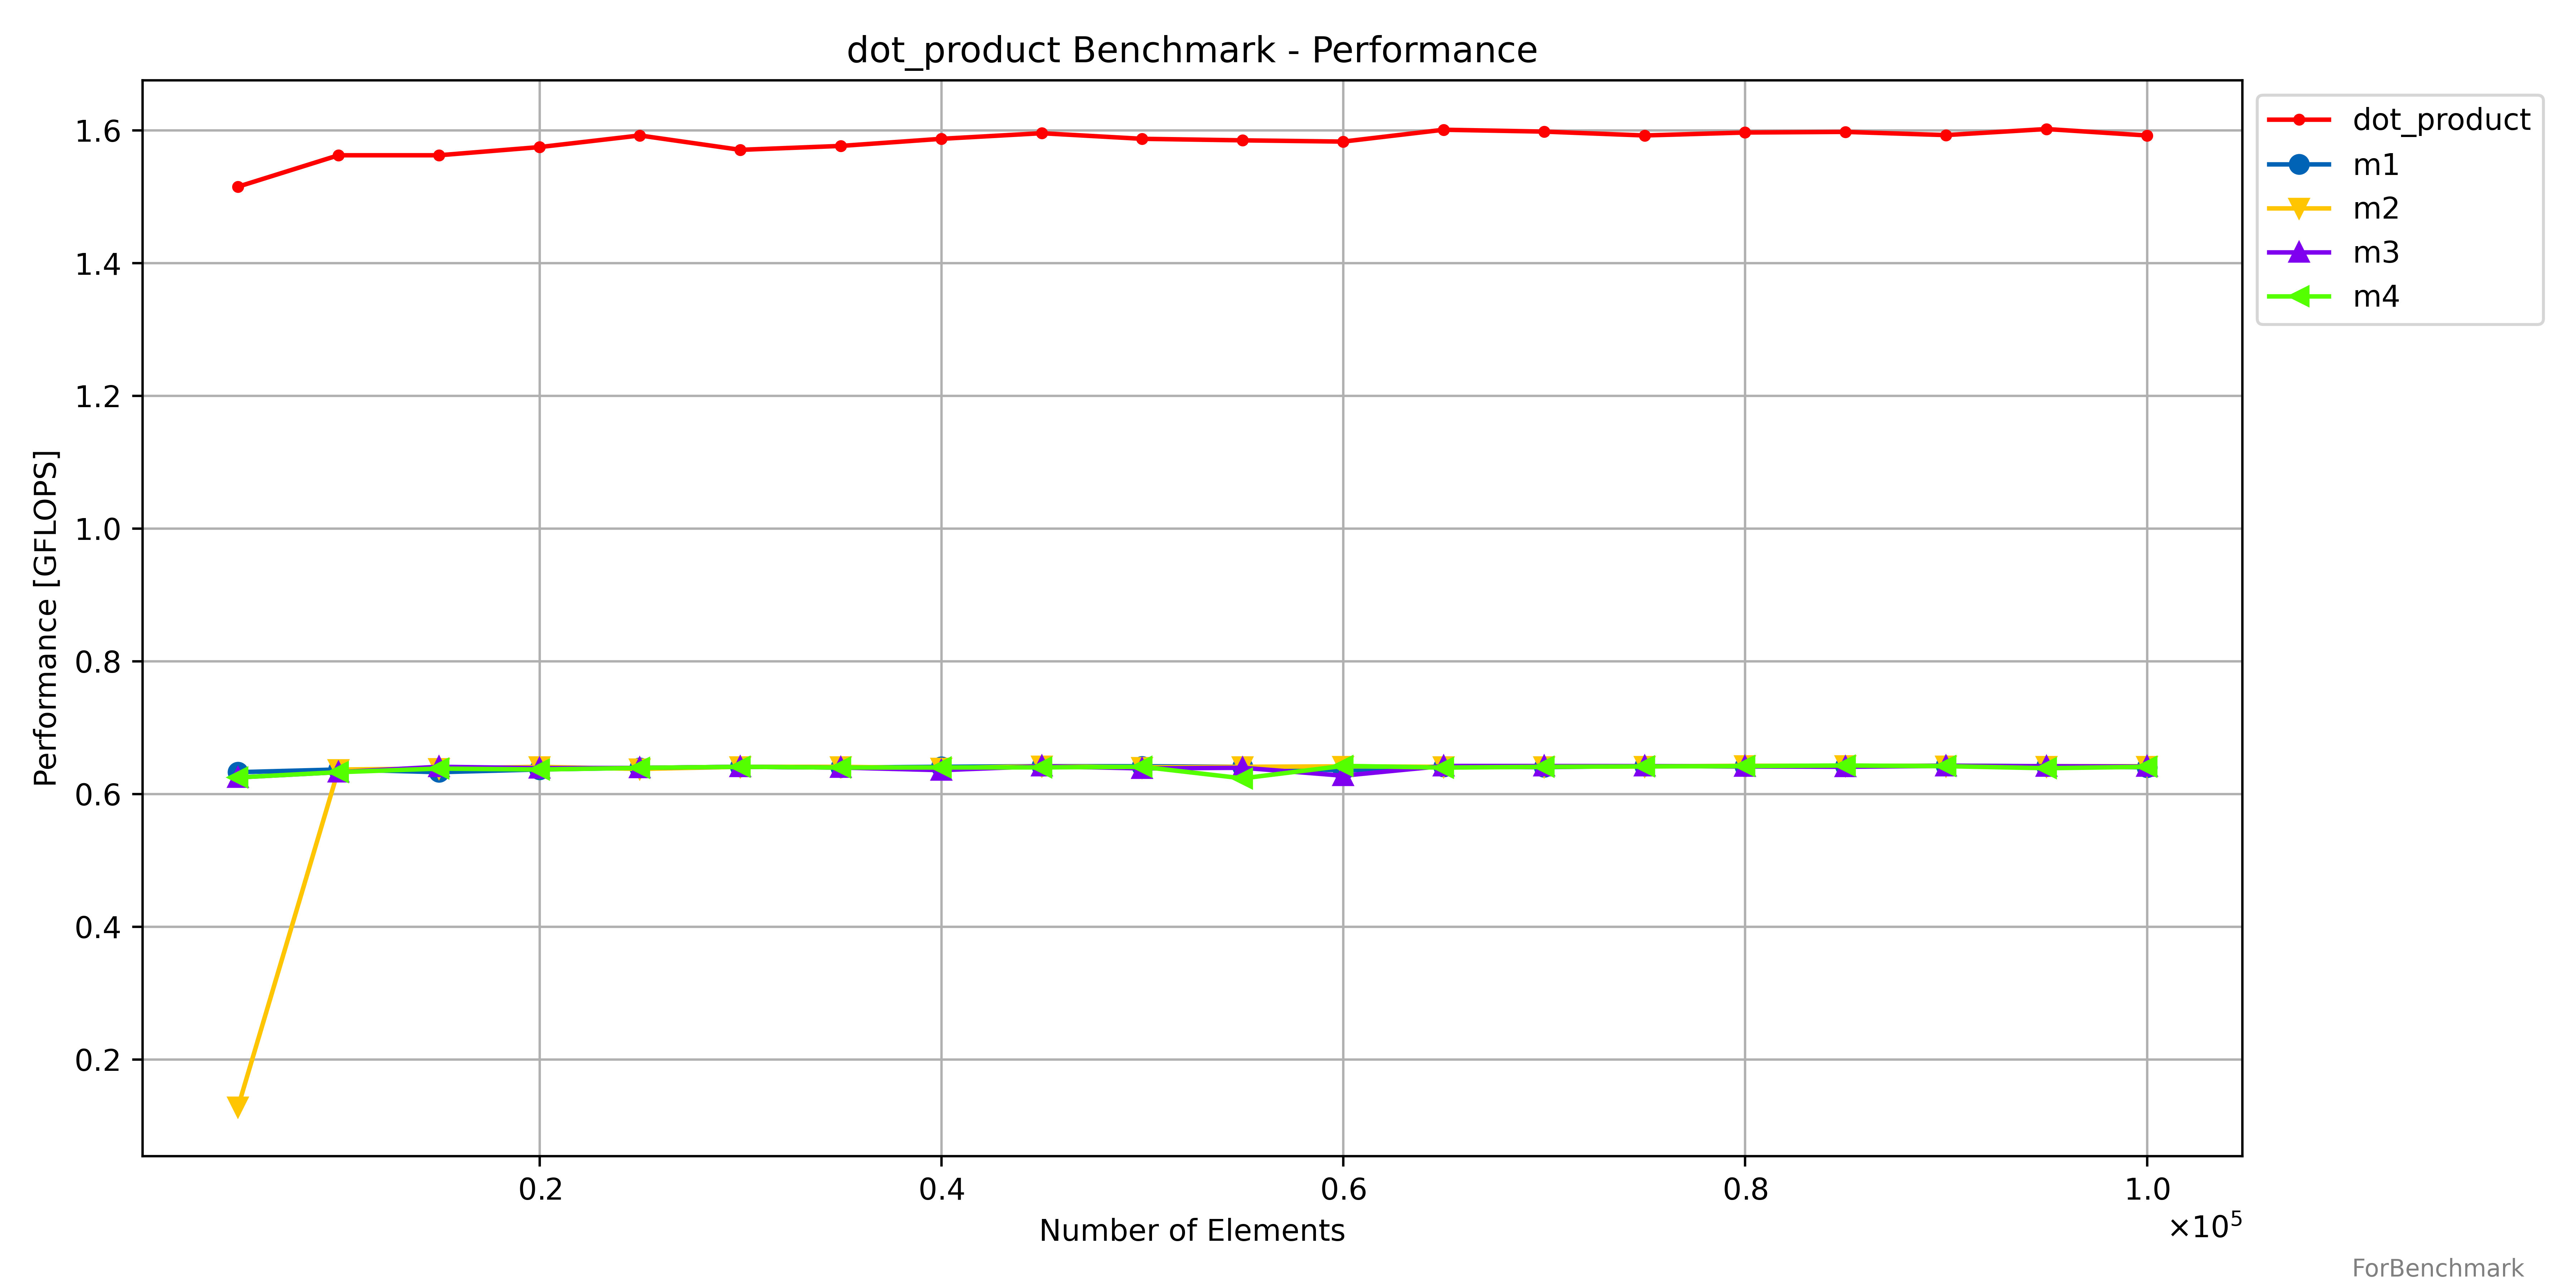 dot_product Benchmark - Performance
1.6
1.4
1.2
1.0
0.8
0.6
0.4
0.2
Performance [GFLOPS]
0.2 0.4 0.6 0.8 1.0
Number of Elements
×10⁵
dot_product
m1
m2
m3
m4
ForBenchmark